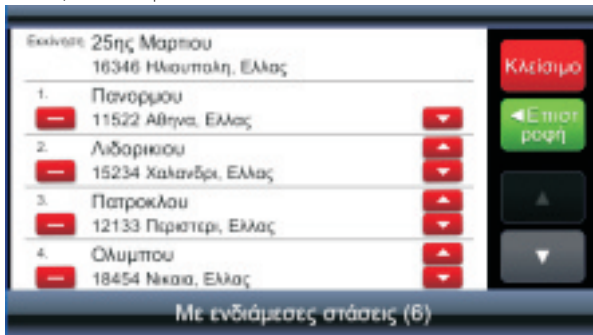 Εκκίνηση 25ης Μαρτιου
16346 Ηλιουπολη, Ελλας
1. Πανορμου
11522 Αθηνα, Ελλας
2. Λιδορικιου
15234 Χαλανδρι, Ελλας
3. Πατροκλου
12133 Περιστερι, Ελλας
4. Ολυμπου
18454 Νικαια, Ελλας
Κλείσιμο
Επιστ
ροφή
Με ενδιάμεσες στάσεις (6)